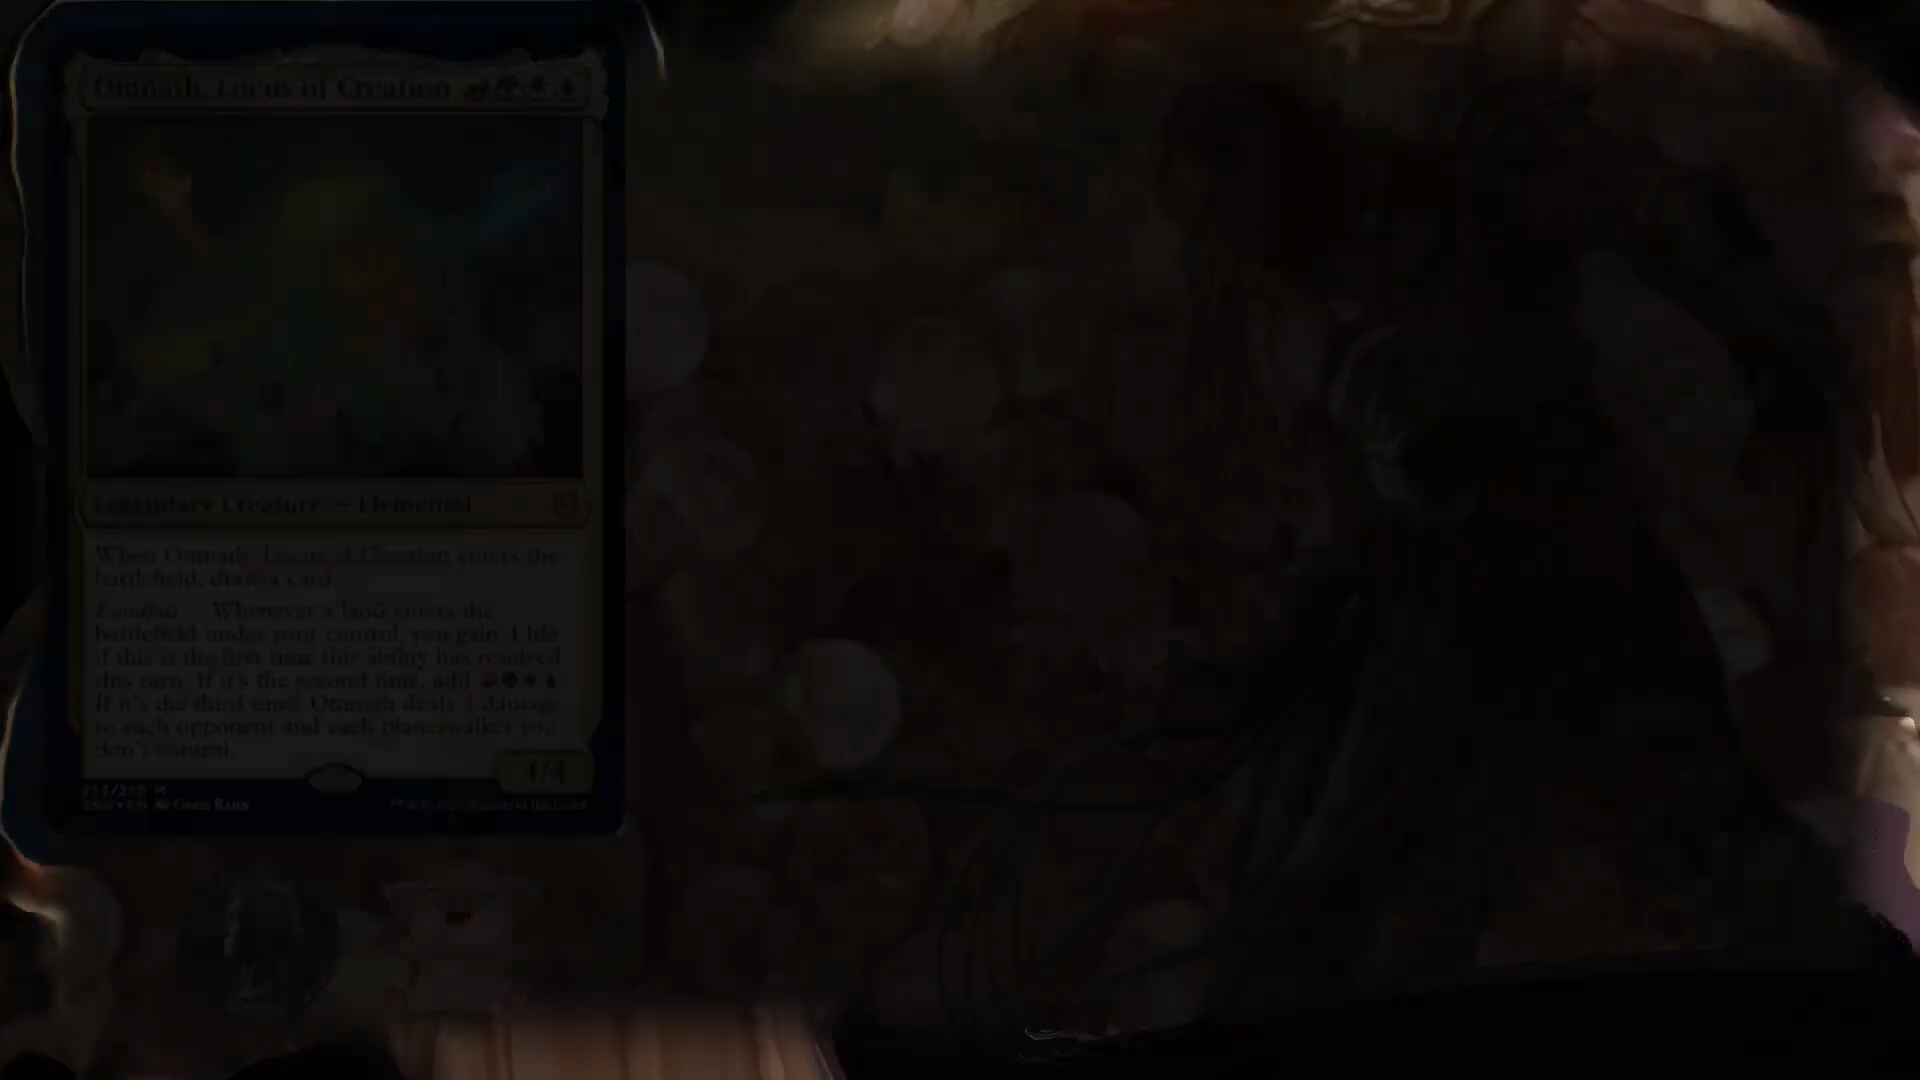 Omnath, Locus of Creation
Legendary Creature — Elemental
When Omnath, Locus of Creation enters the
battlefield, draw a card.
Landfall — Whenever a land enters the
battlefield under your control, you gain 4 life
if this is the first time this ability has resolved
this turn. If it's the second time, add
If it's the third time, Omnath deals 4 damage
to each opponent and each planeswalker you
don't control.
4/4